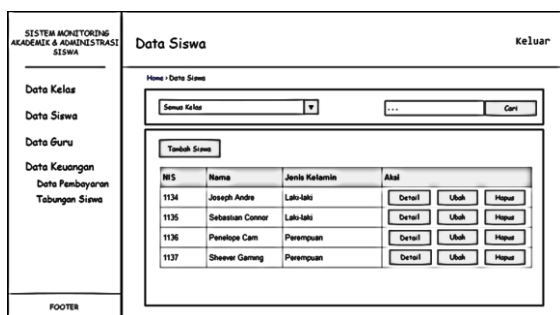 SISTEM MONITORING
AKADEMIK & ADMINISTRASI
SISWA
Data Siswa
Keluar
Home > Data Siswa
Data Kelas
Data Siswa
Data Guru
Data Keuangan
Data Pembayaran
Tabungan Siswa
FOOTER
Semua Kelas
...
Cari
Tambah Siswa
NIS Nama Jenis Kelamin Aksi
1134 Joseph Andre Laki-laki Detail Ubah Hapus
1135 Sebastian Connor Laki-laki Detail Ubah Hapus
1136 Penelope Cam Perempuan Detail Ubah Hapus
1137 Sheever Gaming Perempuan Detail Ubah Hapus